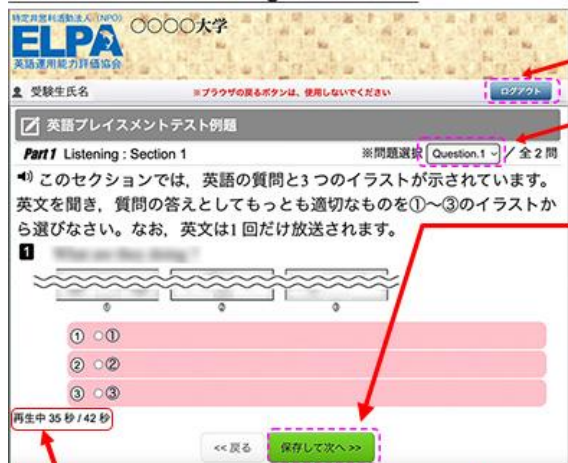 特定非営利活動法人 (NPO)
ELPA
英語運用能力評価協会
〇〇〇〇大学
受験生氏名
※ブラウザの戻るボタンは、使用しないでください
ログアウト
英語プレイスメントテスト例題
Part1 Listening : Section 1
※問題選択 Question.1 / 全2問
このセクションでは，英語の質問と3つのイラストが示されています。
英文を聞き，質問の答えとしてもっとも適切なものを①～③のイラストか
ら選びなさい。なお，英文は1回だけ放送されます。
1
① ② ③
① ①
② ②
③ ③
再生中 35 秒 / 42 秒
<< 戻る 保存して次へ >>